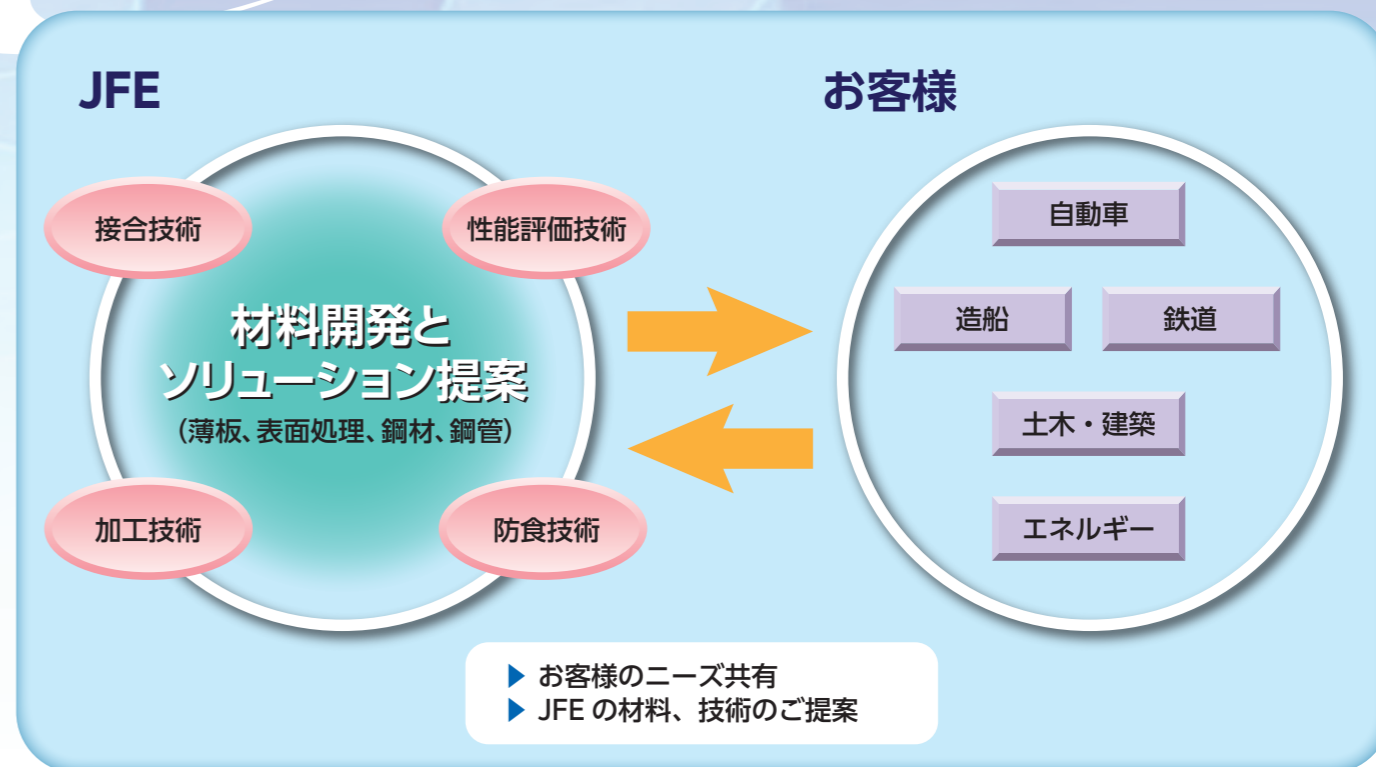 JFE
接合技術
性能評価技術
材料開発と
ソリューション提案
(薄板、表面処理、鋼材、鋼管)
加工技術
防食技術
お客様
自動車
造船
鉄道
土木・建築
エネルギー
▶ お客様のニーズ共有
▶ JFE の材料、技術のご提案